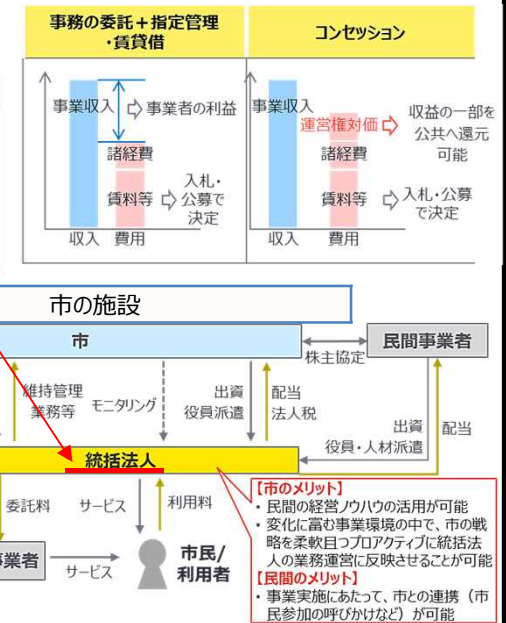 事務の委託＋指定管理
・賃貸借
コンセッション
事業収入
事業者の利益
諸経費
賃料等
入札・
公募で
決定
収入
費用
事業収入
運営権対価
収益の一部を
公共へ還元
可能
諸経費
賃料等
入札・公募
で決定
収入
費用
市の施設
市
民間事業者
株主協定
維持管理
業務等
モニタリング
出資
役員派遣
配当
法人税
出資
役員・人材派遣
配当
統括法人
委託料
サービス
利用料
事業者
サービス
市民/
利用者
【市のメリット】
・民間の経営ノウハウの活用が可能
・変化に富む事業環境の中で、市の戦
略を柔軟且つプロアクティブに統括法
人の業務運営に反映させることが可能
【民間のメリット】
・事業実施にあたって、市との連携（市
民参加の呼びかけなど）が可能